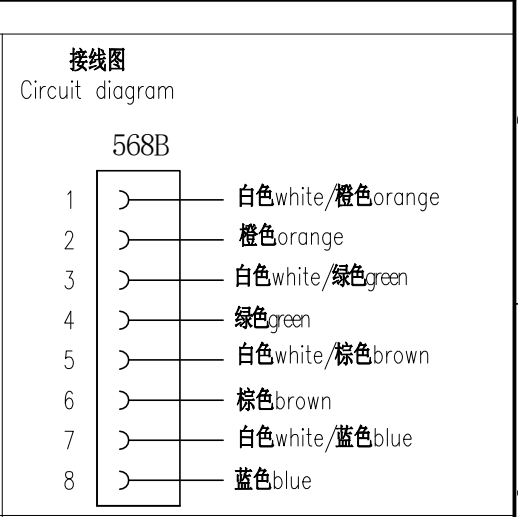 接线图
Circuit diagram
568B
1 白色white/橙色orange
2 橙色orange
3 白色white/绿色green
4 绿色green
5 白色white/棕色brown
6 棕色brown
7 白色white/蓝色blue
8 蓝色blue